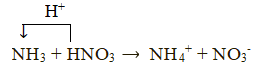 H⁺
NH₃ + HNO₃ → NH₄⁺ + NO₃⁻